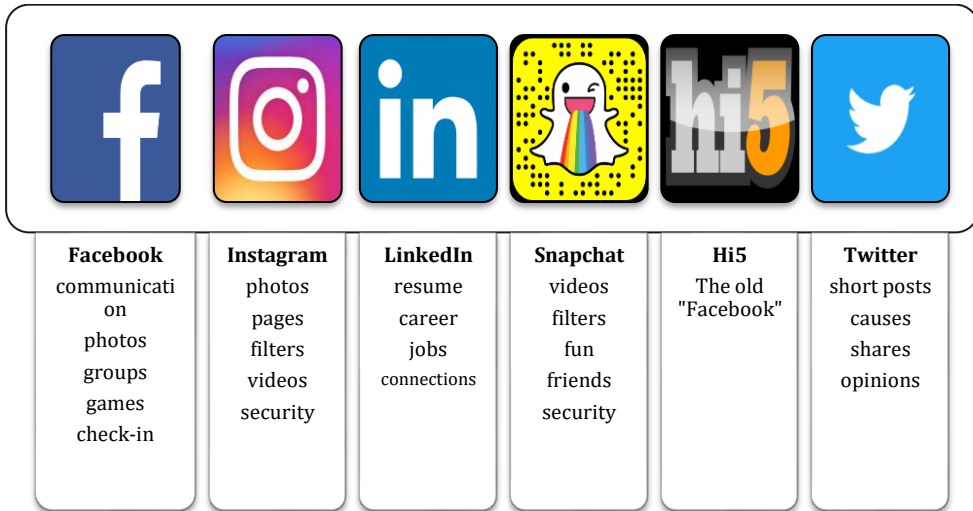 f
in
hi5
Facebook
communicati
on
photos
groups
games
check-in
Instagram
photos
pages
filters
videos
security
LinkedIn
resume
career
jobs
connections
Snapchat
videos
filters
fun
friends
security
Hi5
The old
"Facebook"
Twitter
short posts
causes
shares
opinions